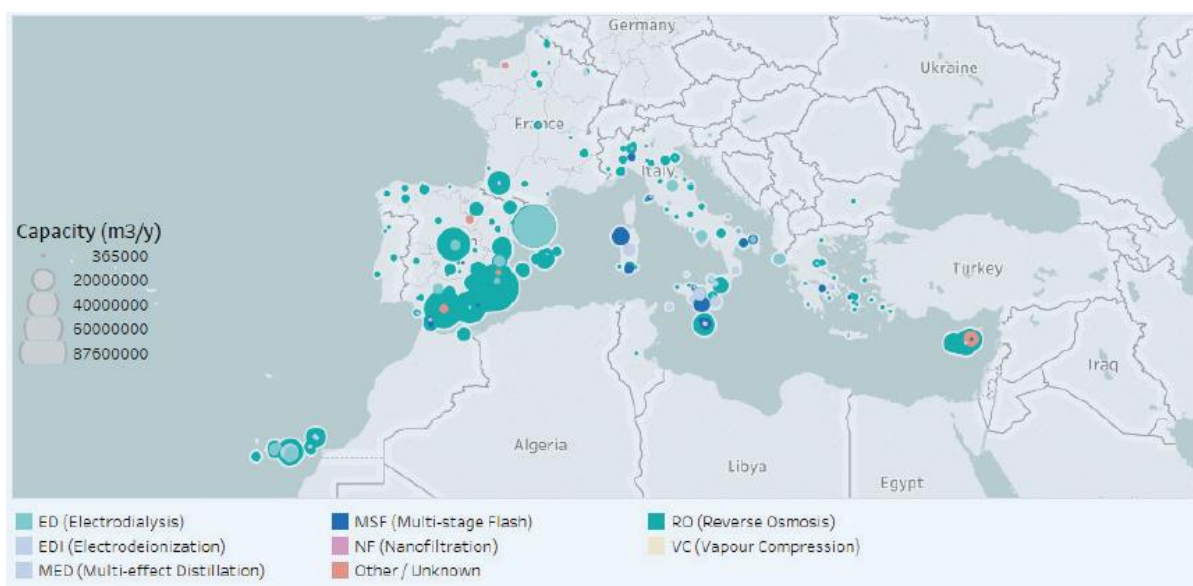 Germany
Ukraine
France
Italy
Capacity (m3/y)
365000
20000000
40000000
60000000
87600000
Turkey
Iraq
Algeria
Libya
Egypt
ED (Electrodialysis)
MSF (Multi-stage Flash)
RO (Reverse Osmosis)
EDI (Electrodeionization)
NF (Nanofiltration)
VC (Vapour Compression)
MED (Multi-effect Distillation)
Other / Unknown